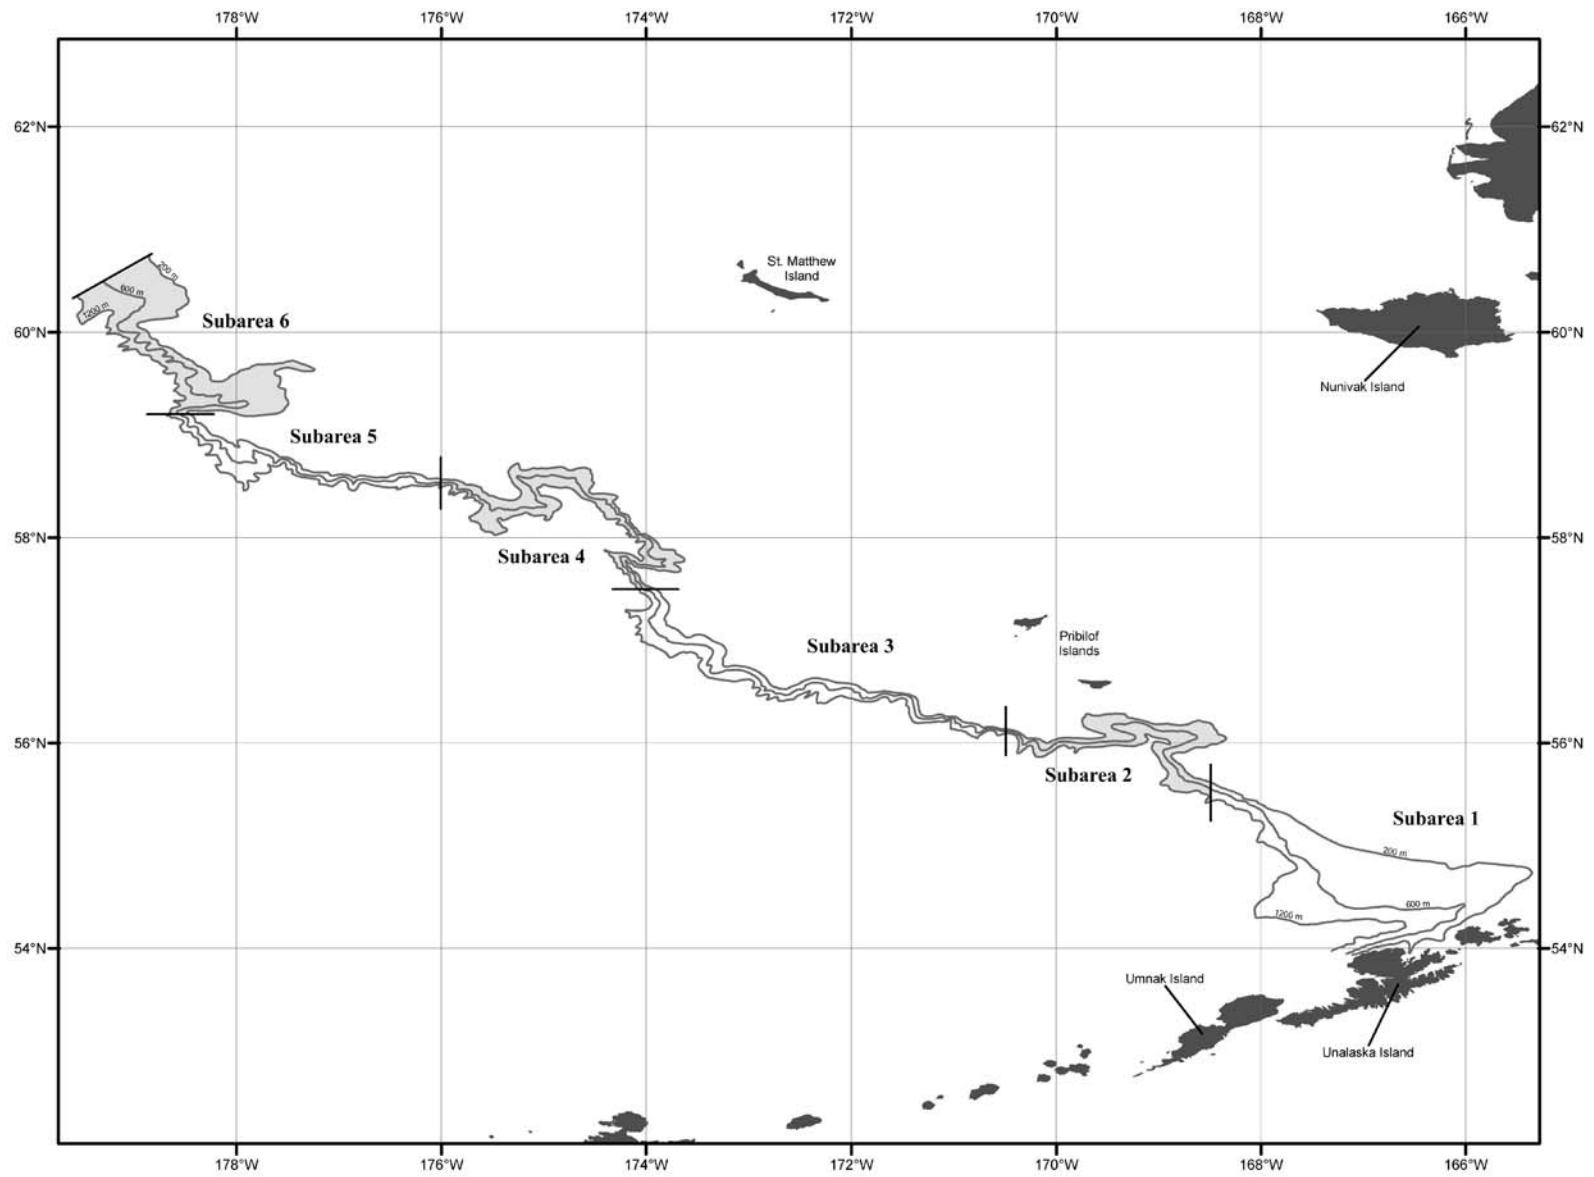 178°W 176°W 174°W 172°W 170°W 168°W 166°W
62°N 62°N
St. Matthew
Island
200 m
600 m
1200 m
Subarea 6
60°N 60°N
Nunivak Island
Subarea 5
58°N 58°N
Subarea 4
Subarea 3
Pribilof
Islands
56°N 56°N
Subarea 2
Subarea 1
200 m
600 m
1200 m
54°N 54°N
Umnak Island
Unalaska Island
178°W 176°W 174°W 172°W 170°W 168°W 166°W